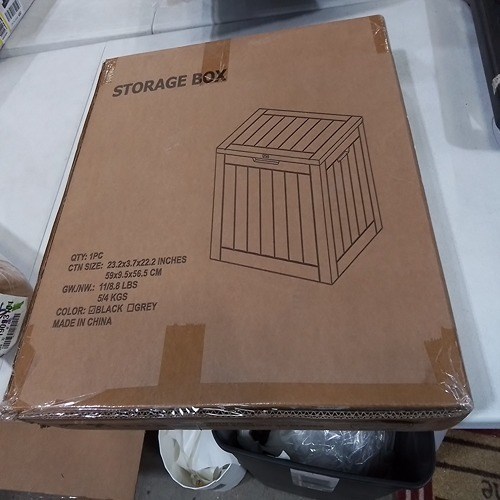 STORAGE BOX
QTY: 1PC
CTN SIZE: 23.2x3.7x22.2 INCHES
59x9.5x56.5 CM
GW./NW.: 11/8.8 LBS
5/4 KGS
COLOR: ☑BLACK ☐GREY
MADE IN CHINA